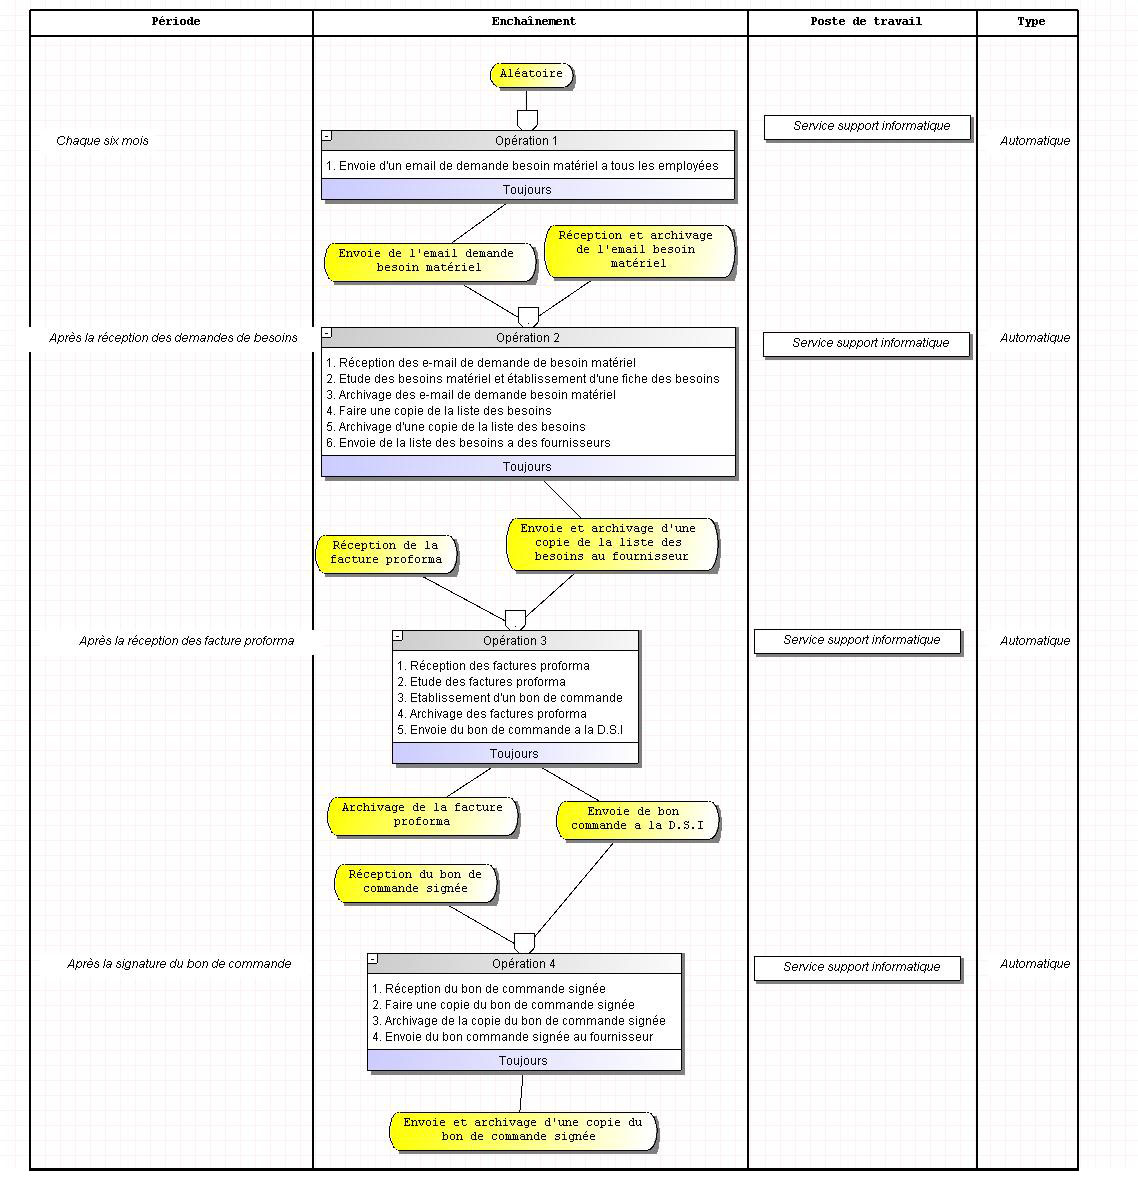 Période
Enchaînement
Poste de travail
Type
Aléatoire
Chaque six mois
Opération 1
1. Envoie d'un email de demande besoin matériel a tous les employées
Toujours
Service support informatique
Automatique
Envoie de l'email demande
besoin matériel
Réception et archivage
de l'email besoin
matériel
Après la réception des demandes de besoins
Opération 2
1. Réception des e-mail de demande de besoin matériel
2. Etude des besoins matériel et établissement d'une fiche des besoins
3. Archivage des e-mail de demande besoin matériel
4. Faire une copie de la liste des besoins
5. Archivage d'une copie de la liste des besoins
6. Envoie de la liste des besoins a des fournisseurs
Toujours
Service support informatique
Automatique
Réception de la
facture proforma
Envoie et archivage d'une
copie de la liste des
besoins au fournisseur
Après la réception des facture proforma
Opération 3
1. Réception des factures proforma
2. Etude des factures proforma
3. Etablissement d'un bon de commande
4. Archivage des factures proforma
5. Envoie du bon de commande a la D.S.I
Toujours
Service support informatique
Automatique
Archivage de la facture
proforma
Envoie de bon
commande a la D.S.I
Réception du bon de
commande signée
Après la signature du bon de commande
Opération 4
1. Réception du bon de commande signée
2. Faire une copie du bon de commande signée
3. Archivage de la copie du bon de commande signée
4. Envoie du bon commande signée au fournisseur
Toujours
Service support informatique
Automatique
Envoie et archivage d'une copie du
bon de commande signée